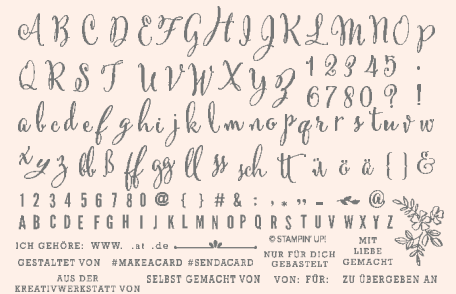 A B C D E F G H I J K L M N O P
Q R S T U V W X Y Z 1 2 3 4 5 .
6 7 8 0 ? !
a b c d e f g h i j k l m n o p q r s t u v w
x y z bb ß ff gg ll ss sch tt ü ö ä { } &
1 2 3 4 5 6 7 8 0 @ { } # & : , • „ – @
A B C D E F G H I J K L M N O P Q R S T U V W X Y Z
ICH GEHÖRE: WWW. .at .de
©STAMPIN' UP!
GESTALTET VON #MAKEACARD #SENDACARD
NUR FÜR DICH
GEBASTELT
MIT
LIEBE
GEMACHT
AUS DER
KREATIVWERKSTATT VON
SELBST GEMACHT VON
VON: FÜR:
ZU ÜBERGEBEN AN